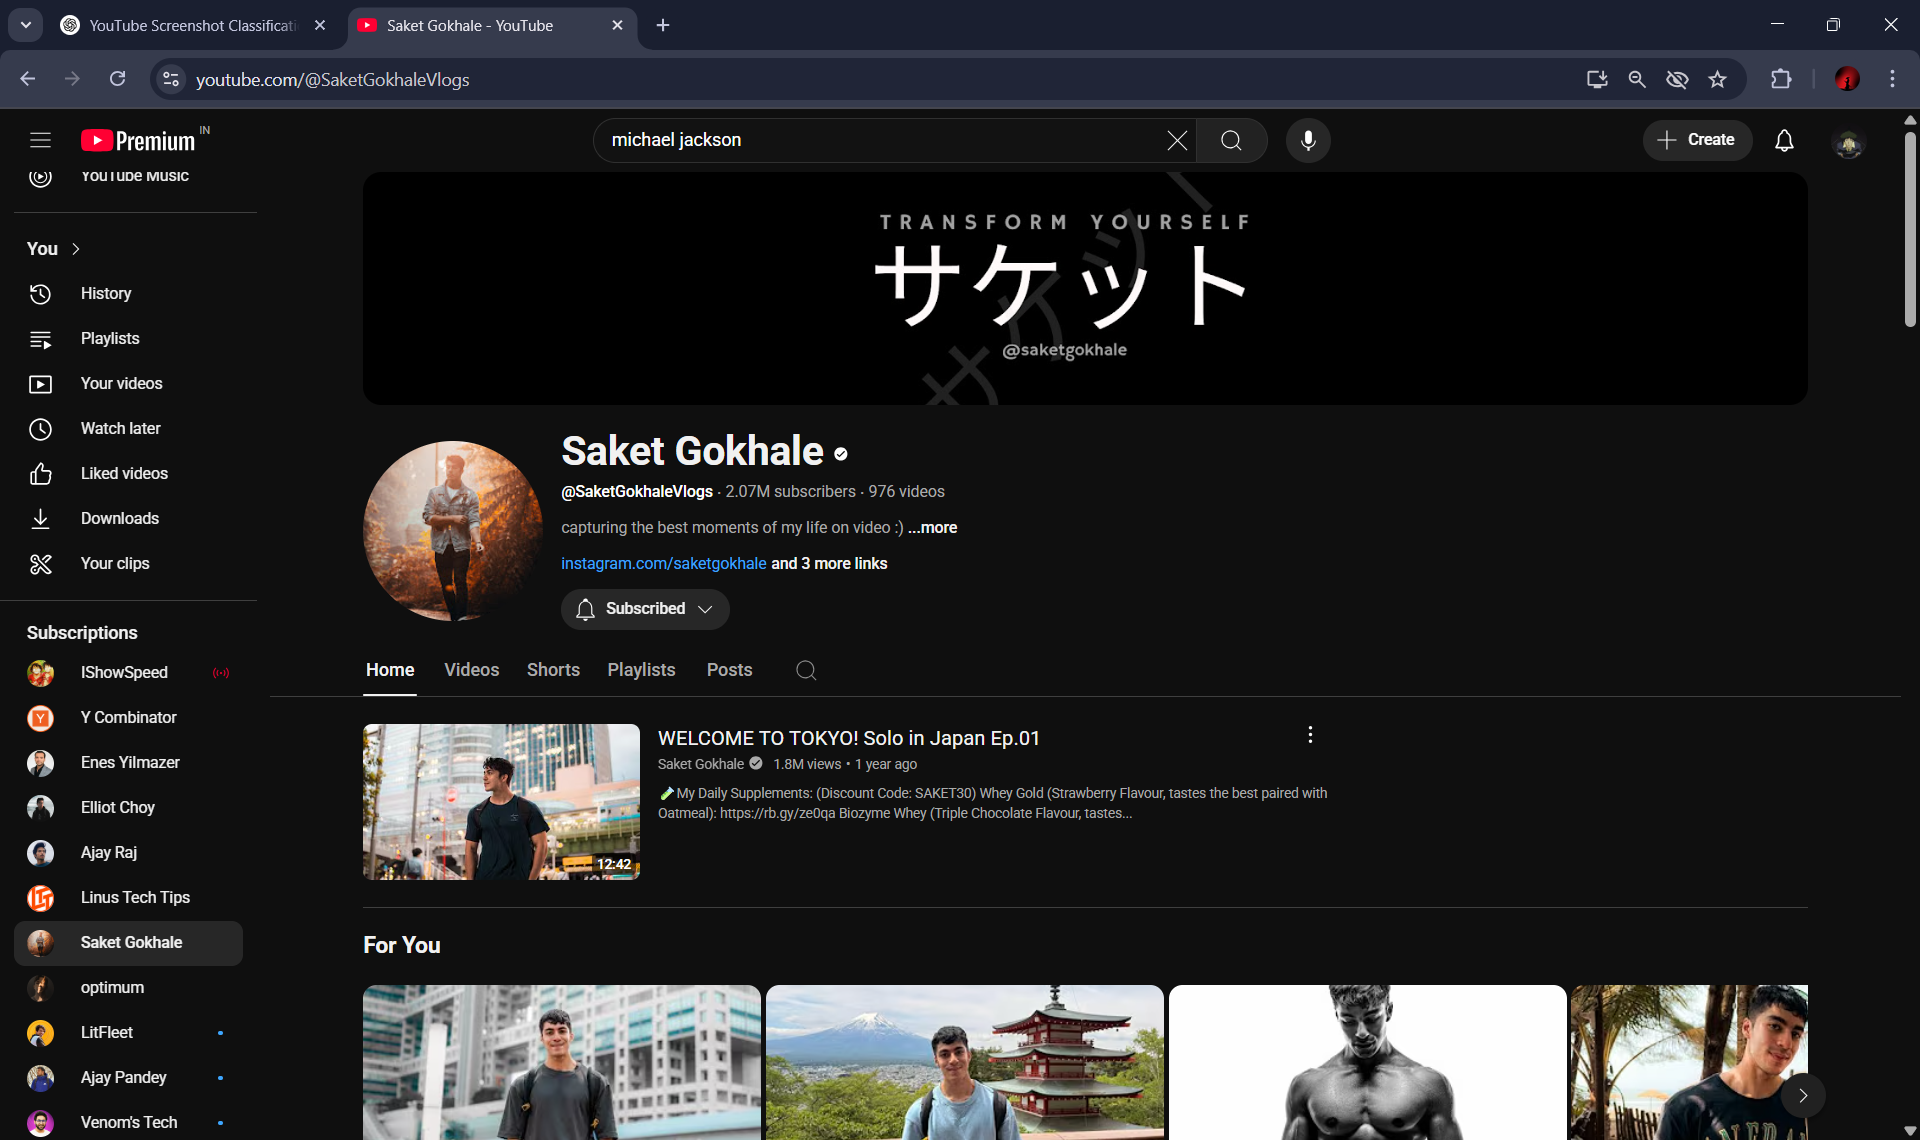 YouTube Screenshot Classificati
Saket Gokhale - YouTube
youtube.com/@SaketGokhaleVlogs
Premium IN
michael jackson
Create
YouTube Music
You
History
Playlists
Your videos
Watch later
Liked videos
Downloads
Your clips
Subscriptions
IShowSpeed
Y Combinator
Enes Yilmazer
Elliot Choy
Ajay Raj
Linus Tech Tips
Saket Gokhale
optimum
LitFleet
Ajay Pandey
Venom's Tech
TRANSFORM YOURSELF
サケット
サケット
@saketgokhale
Saket Gokhale
@SaketGokhaleVlogs · 2.07M subscribers · 976 videos
capturing the best moments of my life on video :) ...more
instagram.com/saketgokhale and 3 more links
Subscribed
Home Videos Shorts Playlists Posts
12:42
WELCOME TO TOKYO! Solo in Japan Ep.01
Saket Gokhale 1.8M views • 1 year ago
My Daily Supplements: (Discount Code: SAKET30) Whey Gold (Strawberry Flavour, tastes the best paired with
Oatmeal): https://rb.gy/ze0qa Biozyme Whey (Triple Chocolate Flavour, tastes...
For You